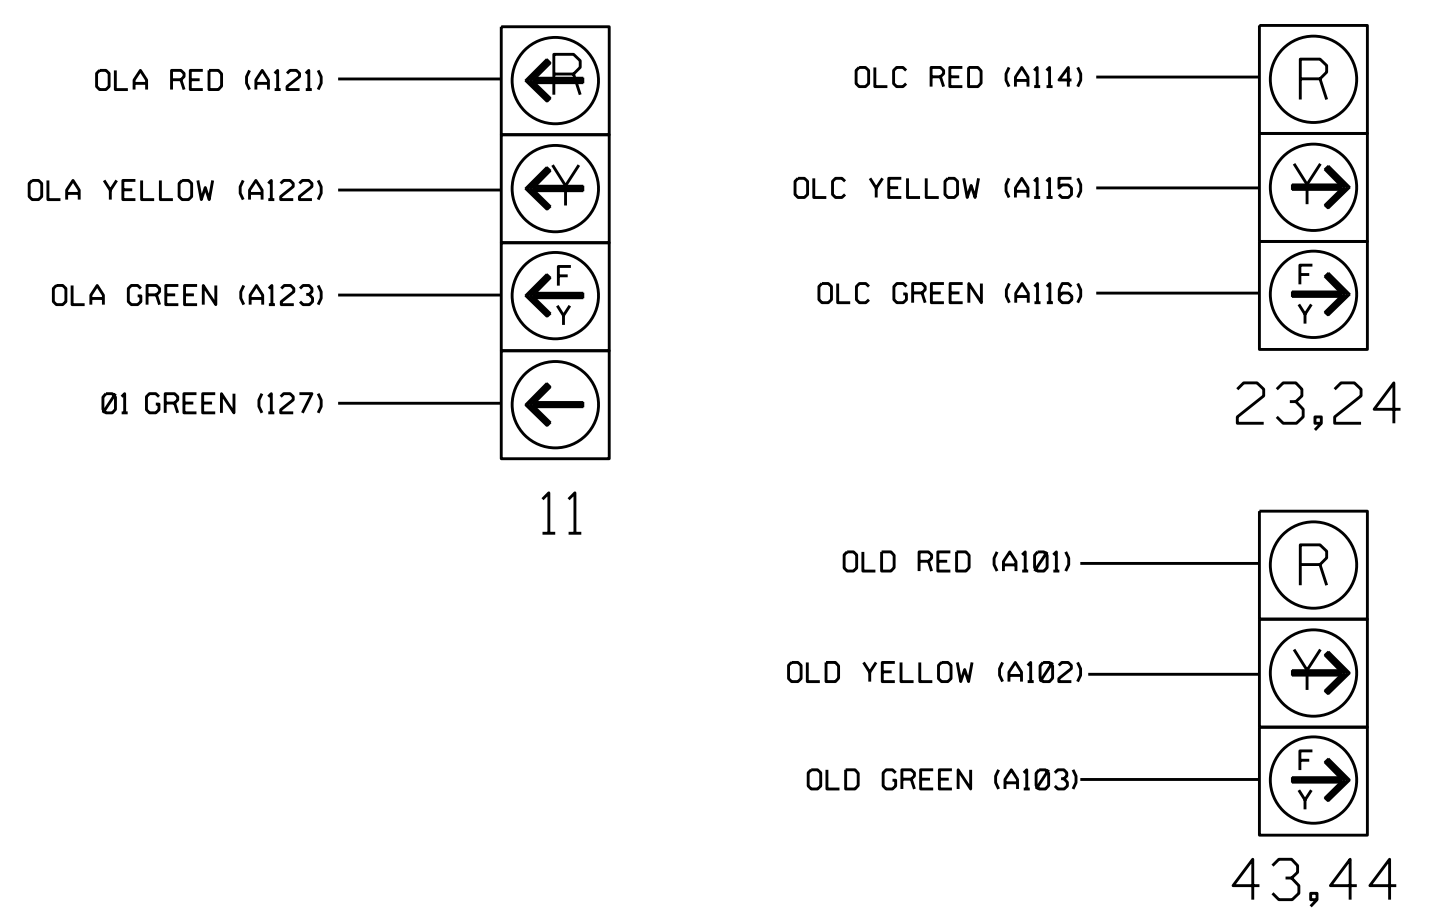 OLA RED (A121)
R
OLA YELLOW (A122)
Y
OLA GREEN (A123)
F
Y
Ø1 GREEN (127)
11
OLC RED (A114)
R
OLC YELLOW (A115)
Y
OLC GREEN (A116)
F
Y
23,24
OLD RED (A101)
R
OLD YELLOW (A102)
Y
OLD GREEN (A103)
F
Y
43,44